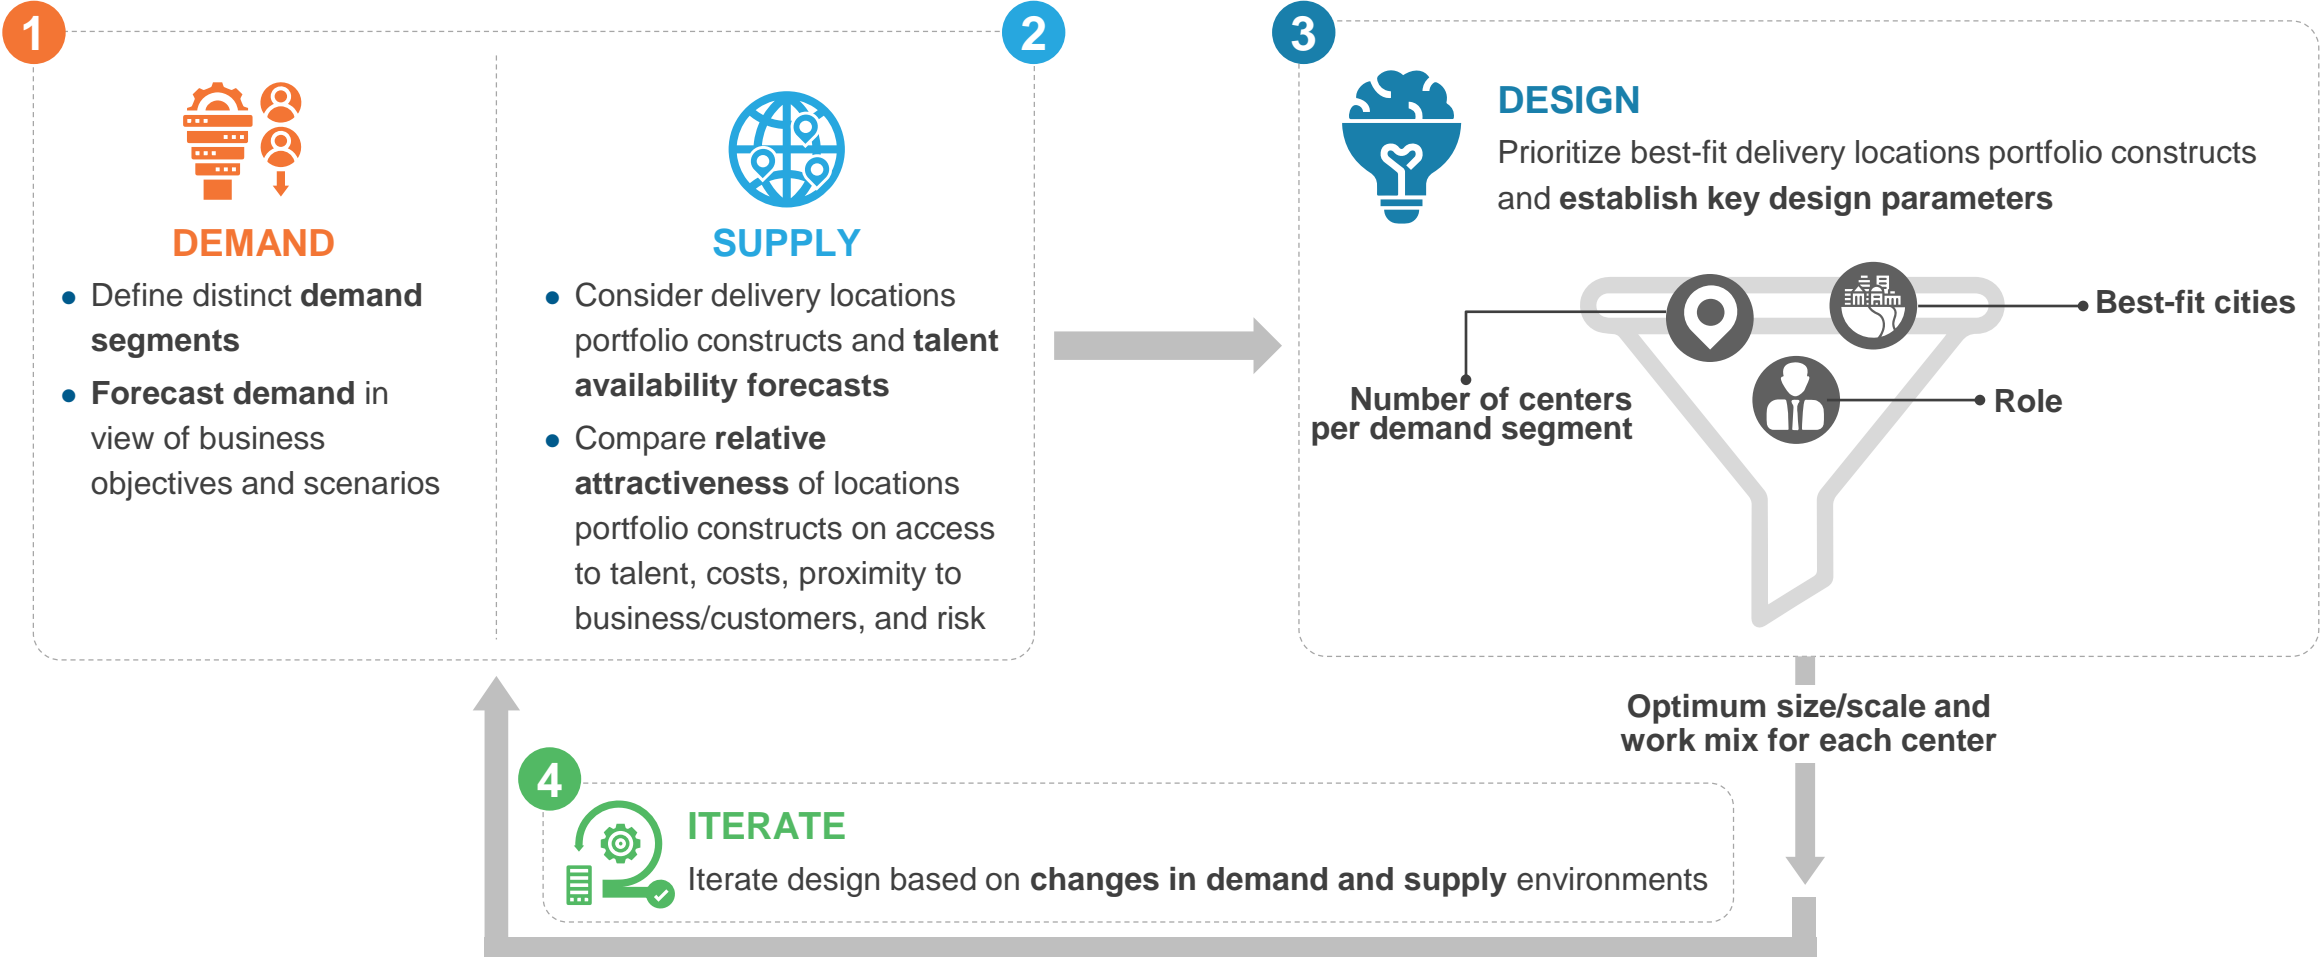 1
DEMAND
● Define distinct demand
segments
● Forecast demand in
view of business
objectives and scenarios
2
SUPPLY
● Consider delivery locations
portfolio constructs and talent
availability forecasts
● Compare relative
attractiveness of locations
portfolio constructs on access
to talent, costs, proximity to
business/customers, and risk
3
DESIGN
Prioritize best-fit delivery locations portfolio constructs
and establish key design parameters
Best-fit cities
Number of centers
per demand segment
Role
Optimum size/scale and
work mix for each center
4
ITERATE
Iterate design based on changes in demand and supply environments